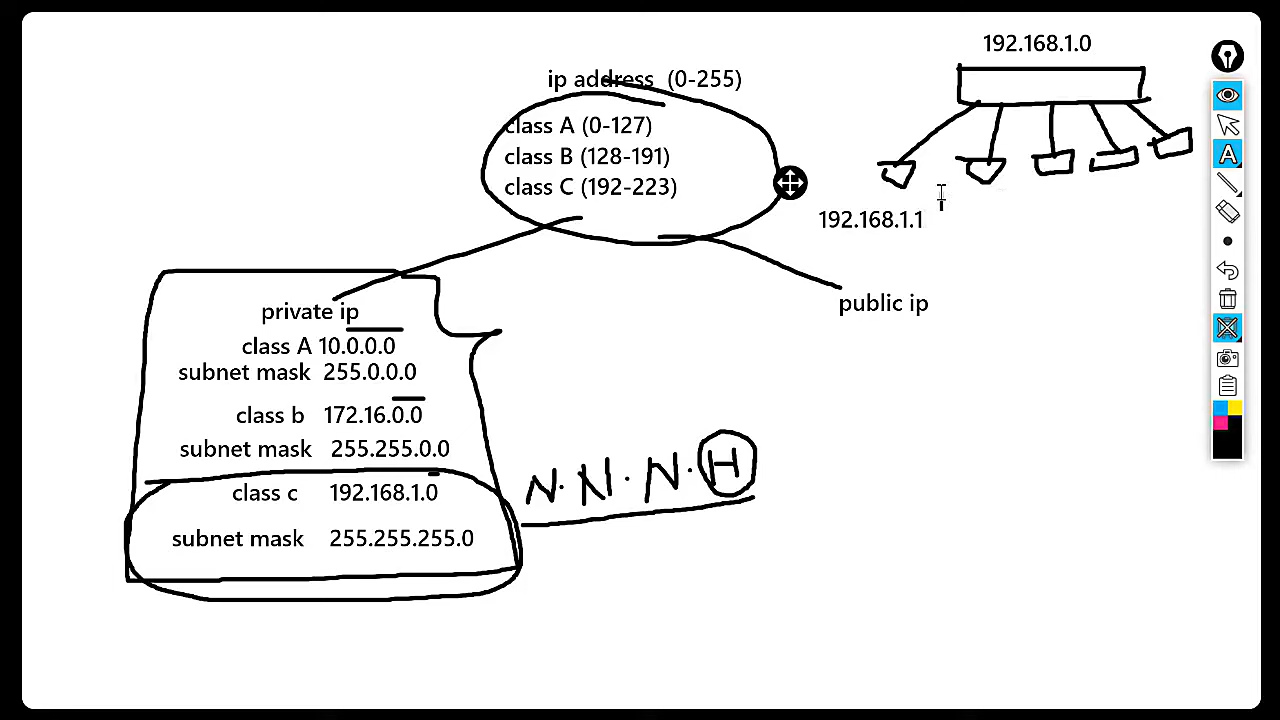 192.168.1.0
ip address (0-255)
class A (0-127)
class B (128-191)
class C (192-223)
192.168.1.1
private ip
public ip
class A 10.0.0.0
subnet mask 255.0.0.0
class b 172.16.0.0
subnet mask 255.255.0.0
class c 192.168.1.0
subnet mask 255.255.255.0
N.N.N.H
A